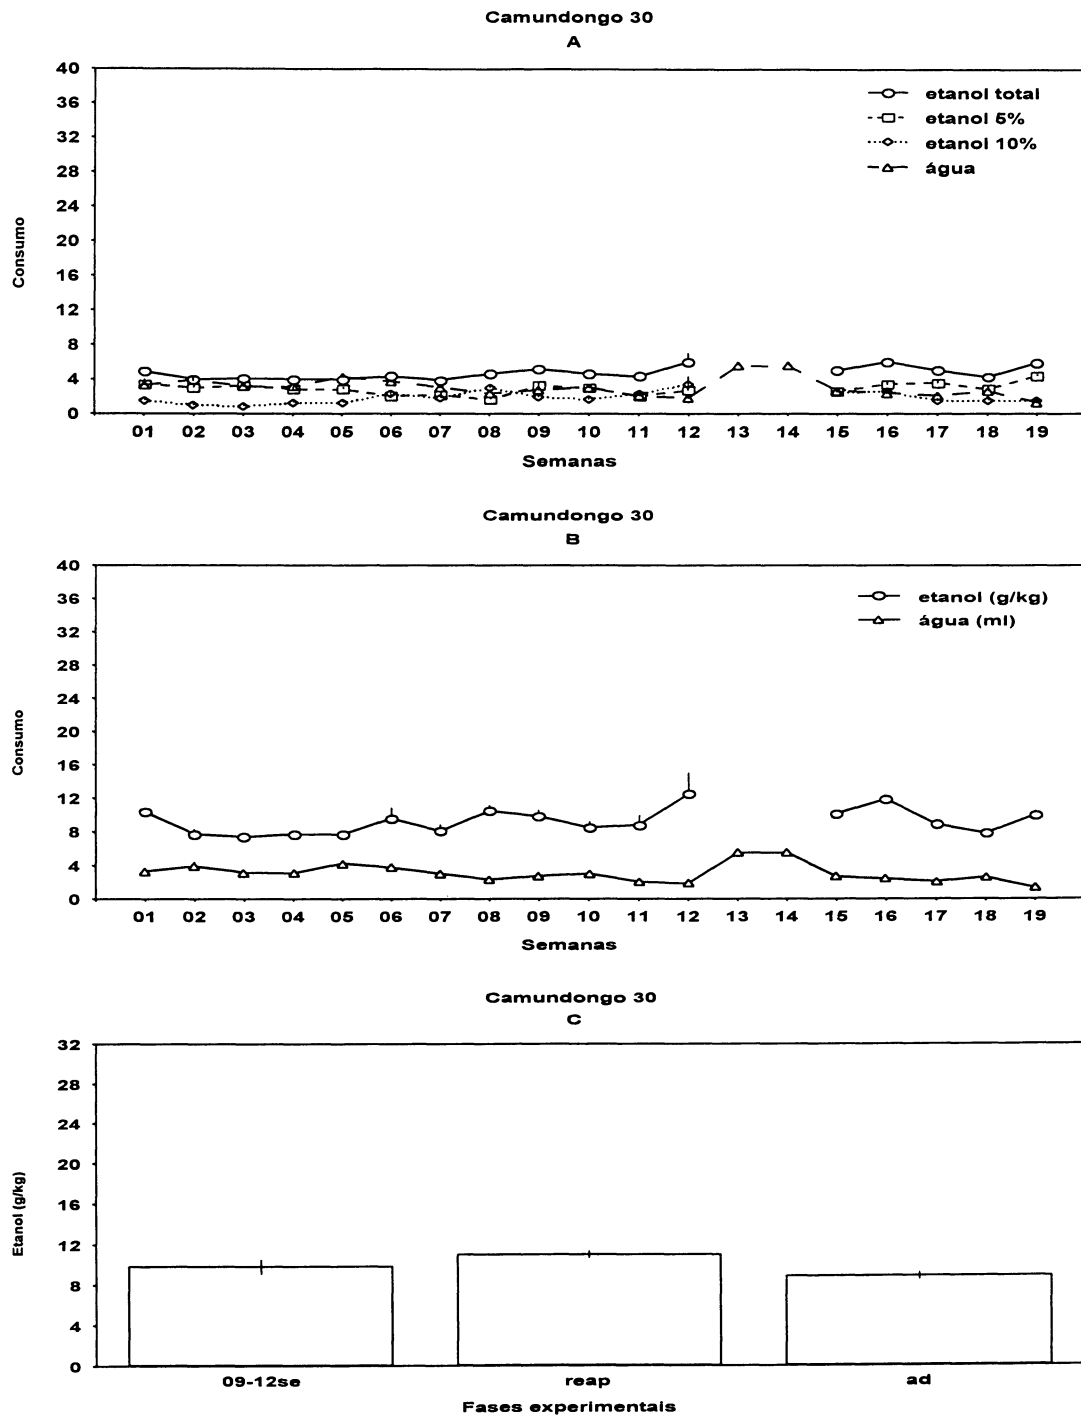 Camundongo 30
A
40
36
32
28
24
20
16
12
8
4
0
Consumo
etanol total
etanol 5%
etanol 10%
água
01 02 03 04 05 06 07 08 09 10 11 12 13 14 15 16 17 18 19
Semanas
Camundongo 30
B
40
36
32
28
24
20
16
12
8
4
0
Consumo
etanol (g/kg)
água (ml)
01 02 03 04 05 06 07 08 09 10 11 12 13 14 15 16 17 18 19
Semanas
Camundongo 30
C
32
28
24
20
16
12
8
4
0
Etanol (g/kg)
09-12se reap ad
Fases experimentais